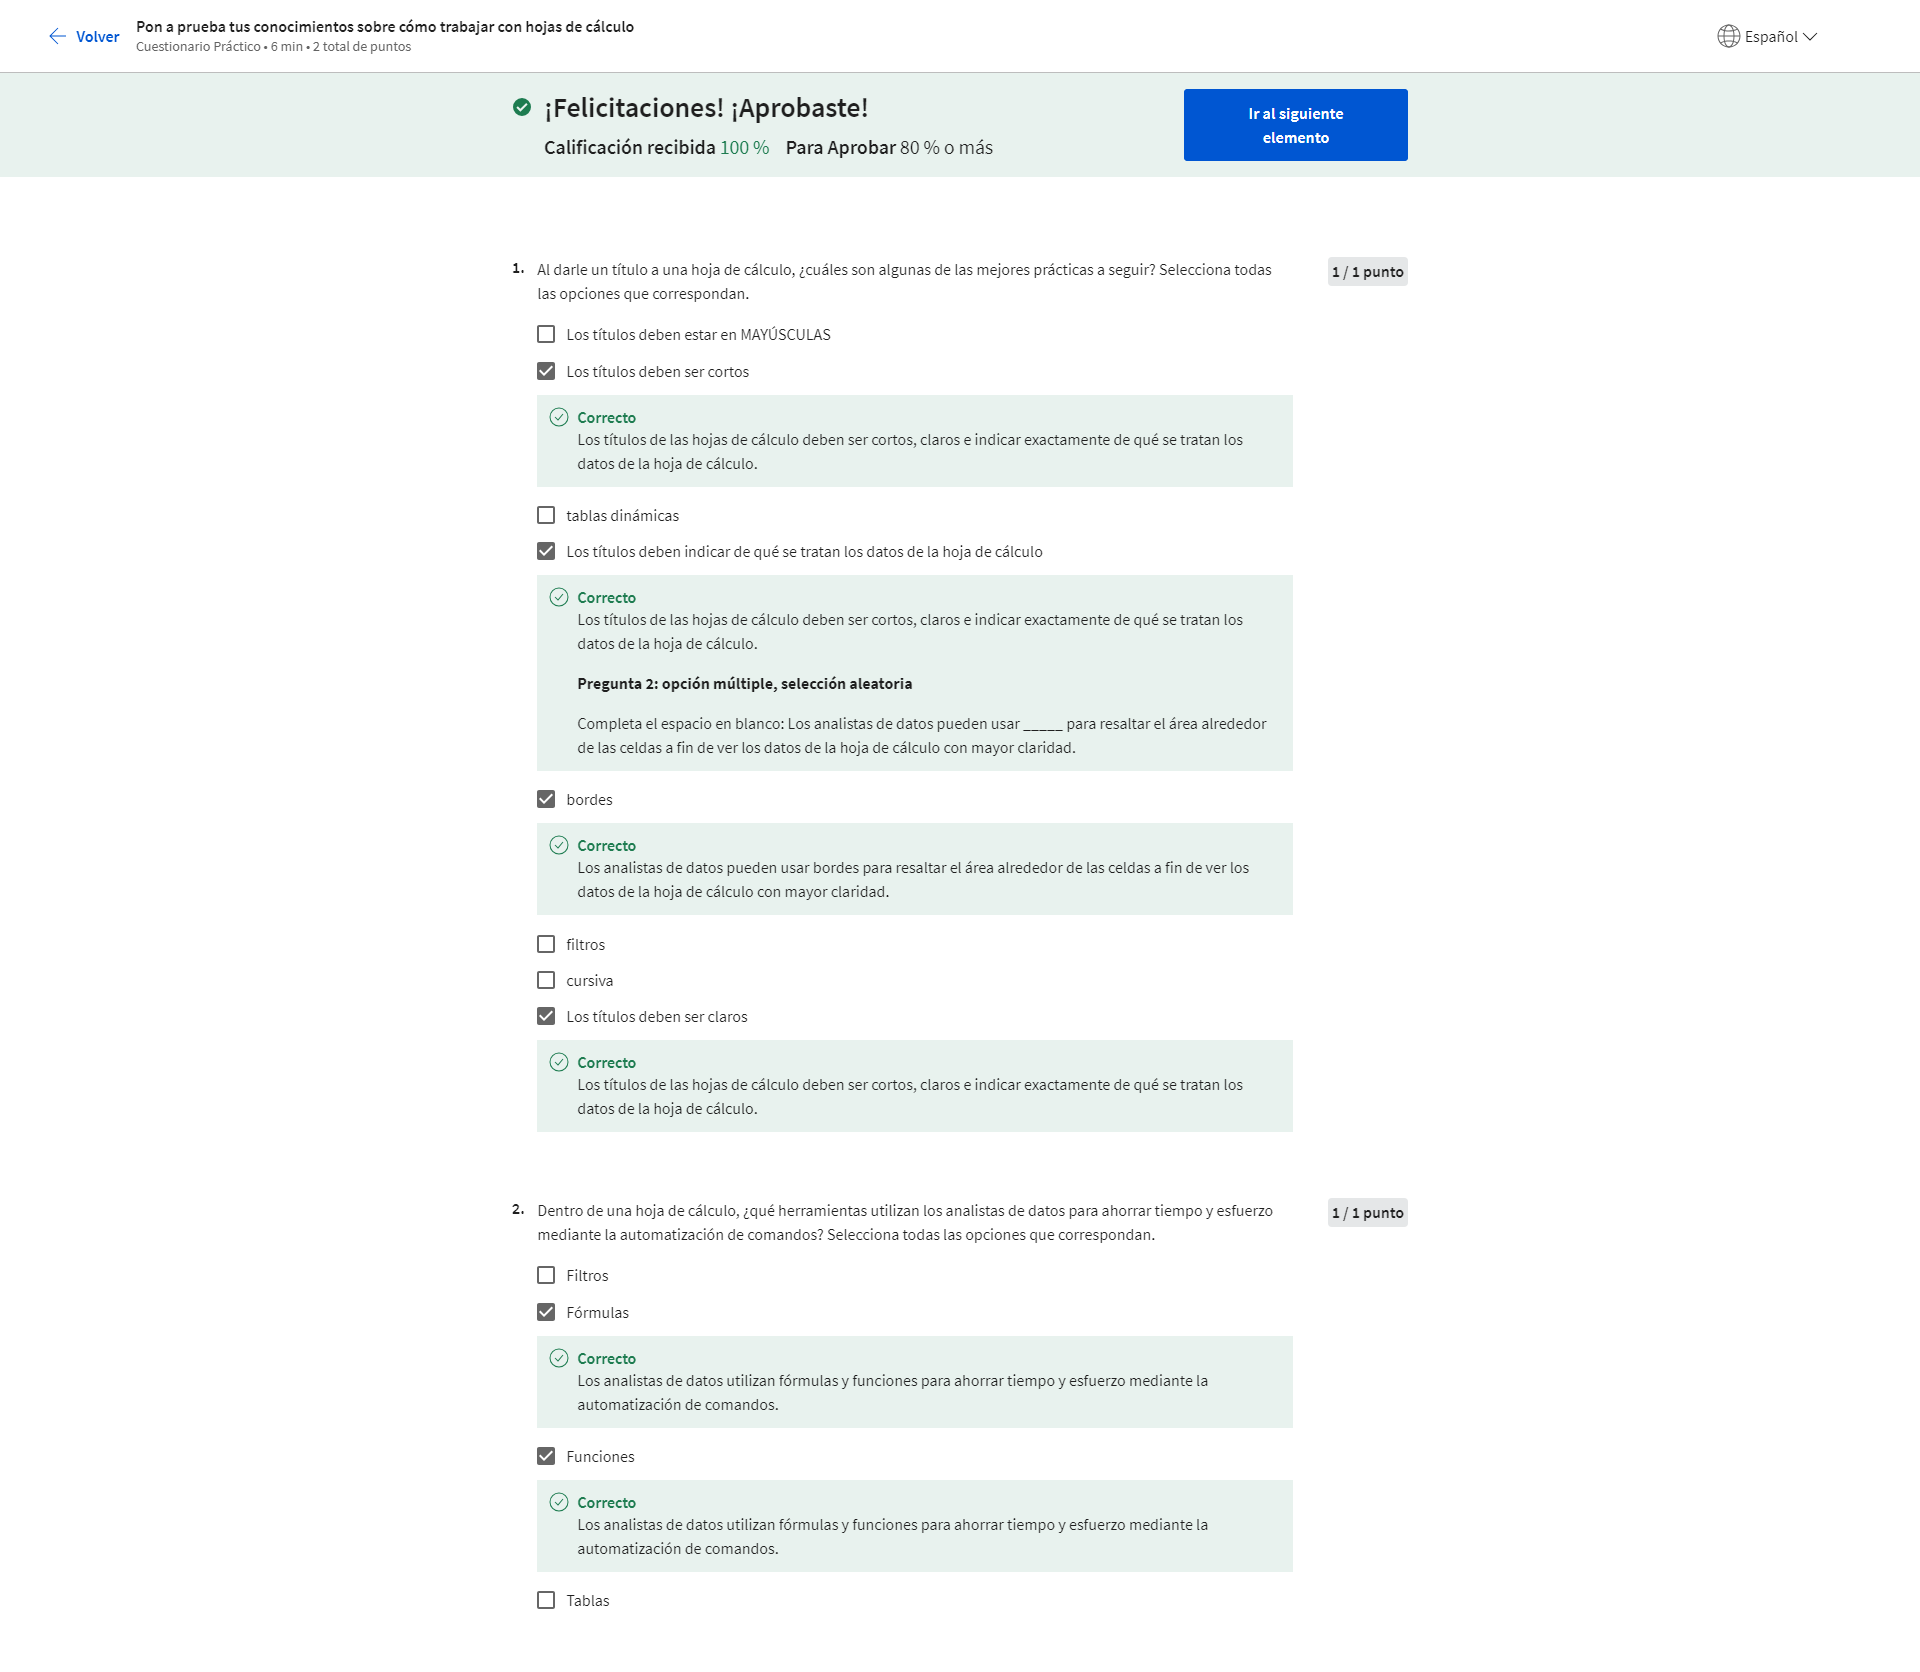 Volver
Pon a prueba tus conocimientos sobre cómo trabajar con hojas de cálculo
Cuestionario Práctico • 6 min • 2 total de puntos
Español
¡Felicitaciones! ¡Aprobaste!
Calificación recibida 100 % Para Aprobar 80 % o más
Ir al siguiente
elemento
1. Al darle un título a una hoja de cálculo, ¿cuáles son algunas de las mejores prácticas a seguir? Selecciona todas
las opciones que correspondan.
1 / 1 punto
Los títulos deben estar en MAYÚSCULAS
Los títulos deben ser cortos
Correcto
Los títulos de las hojas de cálculo deben ser cortos, claros e indicar exactamente de qué se tratan los
datos de la hoja de cálculo.
tablas dinámicas
Los títulos deben indicar de qué se tratan los datos de la hoja de cálculo
Correcto
Los títulos de las hojas de cálculo deben ser cortos, claros e indicar exactamente de qué se tratan los
datos de la hoja de cálculo.
Pregunta 2: opción múltiple, selección aleatoria
Completa el espacio en blanco: Los analistas de datos pueden usar _____ para resaltar el área alrededor
de las celdas a fin de ver los datos de la hoja de cálculo con mayor claridad.
bordes
Correcto
Los analistas de datos pueden usar bordes para resaltar el área alrededor de las celdas a fin de ver los
datos de la hoja de cálculo con mayor claridad.
filtros
cursiva
Los títulos deben ser claros
Correcto
Los títulos de las hojas de cálculo deben ser cortos, claros e indicar exactamente de qué se tratan los
datos de la hoja de cálculo.
2. Dentro de una hoja de cálculo, ¿qué herramientas utilizan los analistas de datos para ahorrar tiempo y esfuerzo
mediante la automatización de comandos? Selecciona todas las opciones que correspondan.
1 / 1 punto
Filtros
Fórmulas
Correcto
Los analistas de datos utilizan fórmulas y funciones para ahorrar tiempo y esfuerzo mediante la
automatización de comandos.
Funciones
Correcto
Los analistas de datos utilizan fórmulas y funciones para ahorrar tiempo y esfuerzo mediante la
automatización de comandos.
Tablas